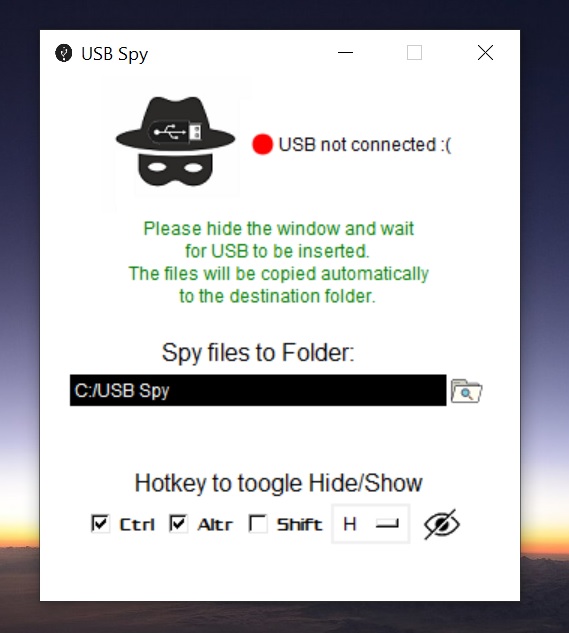 USB Spy
USB not connected :(
Please hide the window and wait
for USB to be inserted.
The files will be copied automatically
to the destination folder.
Spy files to Folder:
C:/USB Spy
Hotkey to toogle Hide/Show
Ctrl Altr Shift H